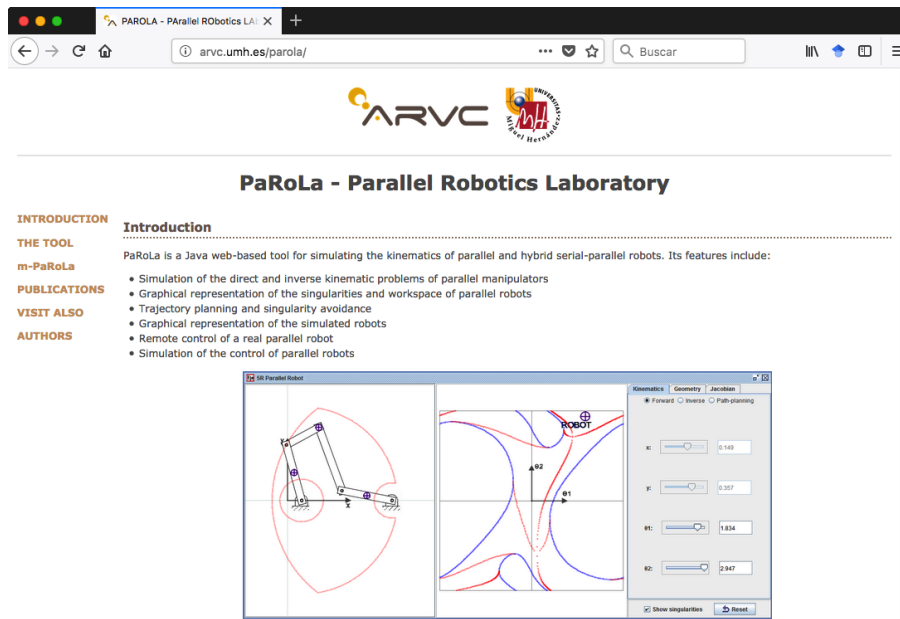 PAROLA - PArallel RObotics LAB
arvc.umh.es/parola/
Buscar
ARVC
UNIVERSITAS
Miguel Hernández
PaRoLa - Parallel Robotics Laboratory
INTRODUCTION
THE TOOL
m-PaRoLa
PUBLICATIONS
VISIT ALSO
AUTHORS
Introduction
PaRoLa is a Java web-based tool for simulating the kinematics of parallel and hybrid serial-parallel robots. Its features include:
• Simulation of the direct and inverse kinematic problems of parallel manipulators
• Graphical representation of the singularities and workspace of parallel robots
• Trajectory planning and singularity avoidance
• Graphical representation of the simulated robots
• Remote control of a real parallel robot
• Simulation of the control of parallel robots
5R Parallel Robot
y
x
ROBOT
θ2
θ1
Kinematics Geometry Jacobian
Forward Inverse Path-planning
x: 0.149
y: 0.357
θ1: 1.834
θ2: 2.947
Show singularities Reset